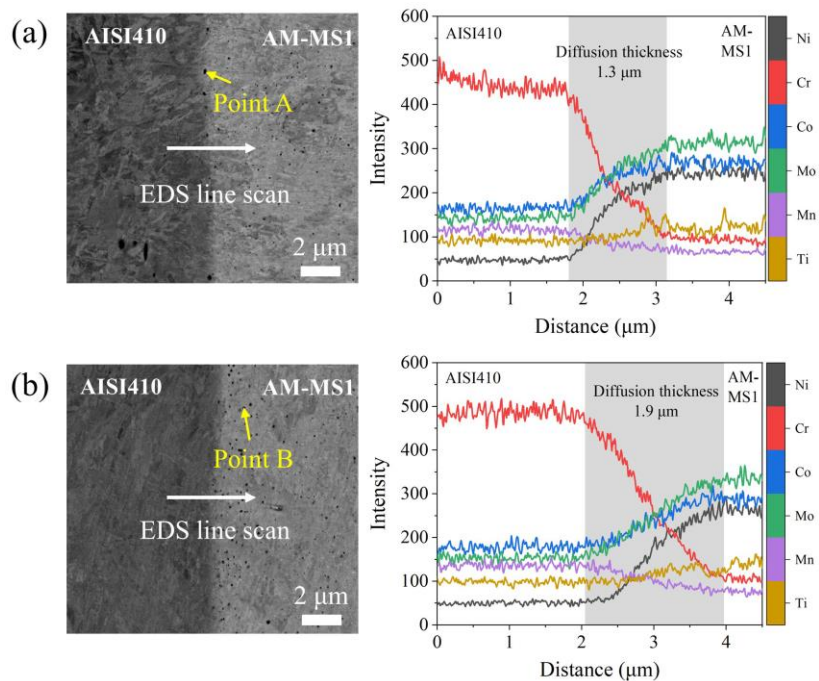 (a)
AISI410 AM-MS1
Point A
EDS line scan
2 μm
600
500
400
300
200
100
0
Intensity
AISI410
Diffusion thickness
1.3 μm
AM-
MS1
0 1 2 3 4
Distance (μm)
Ni
Cr
Co
Mo
Mn
Ti
(b)
AISI410 AM-MS1
Point B
EDS line scan
2 μm
600
500
400
300
200
100
0
Intensity
AISI410
Diffusion thickness
1.9 μm
AM-
MS1
0 1 2 3 4
Distance (μm)
Ni
Cr
Co
Mo
Mn
Ti